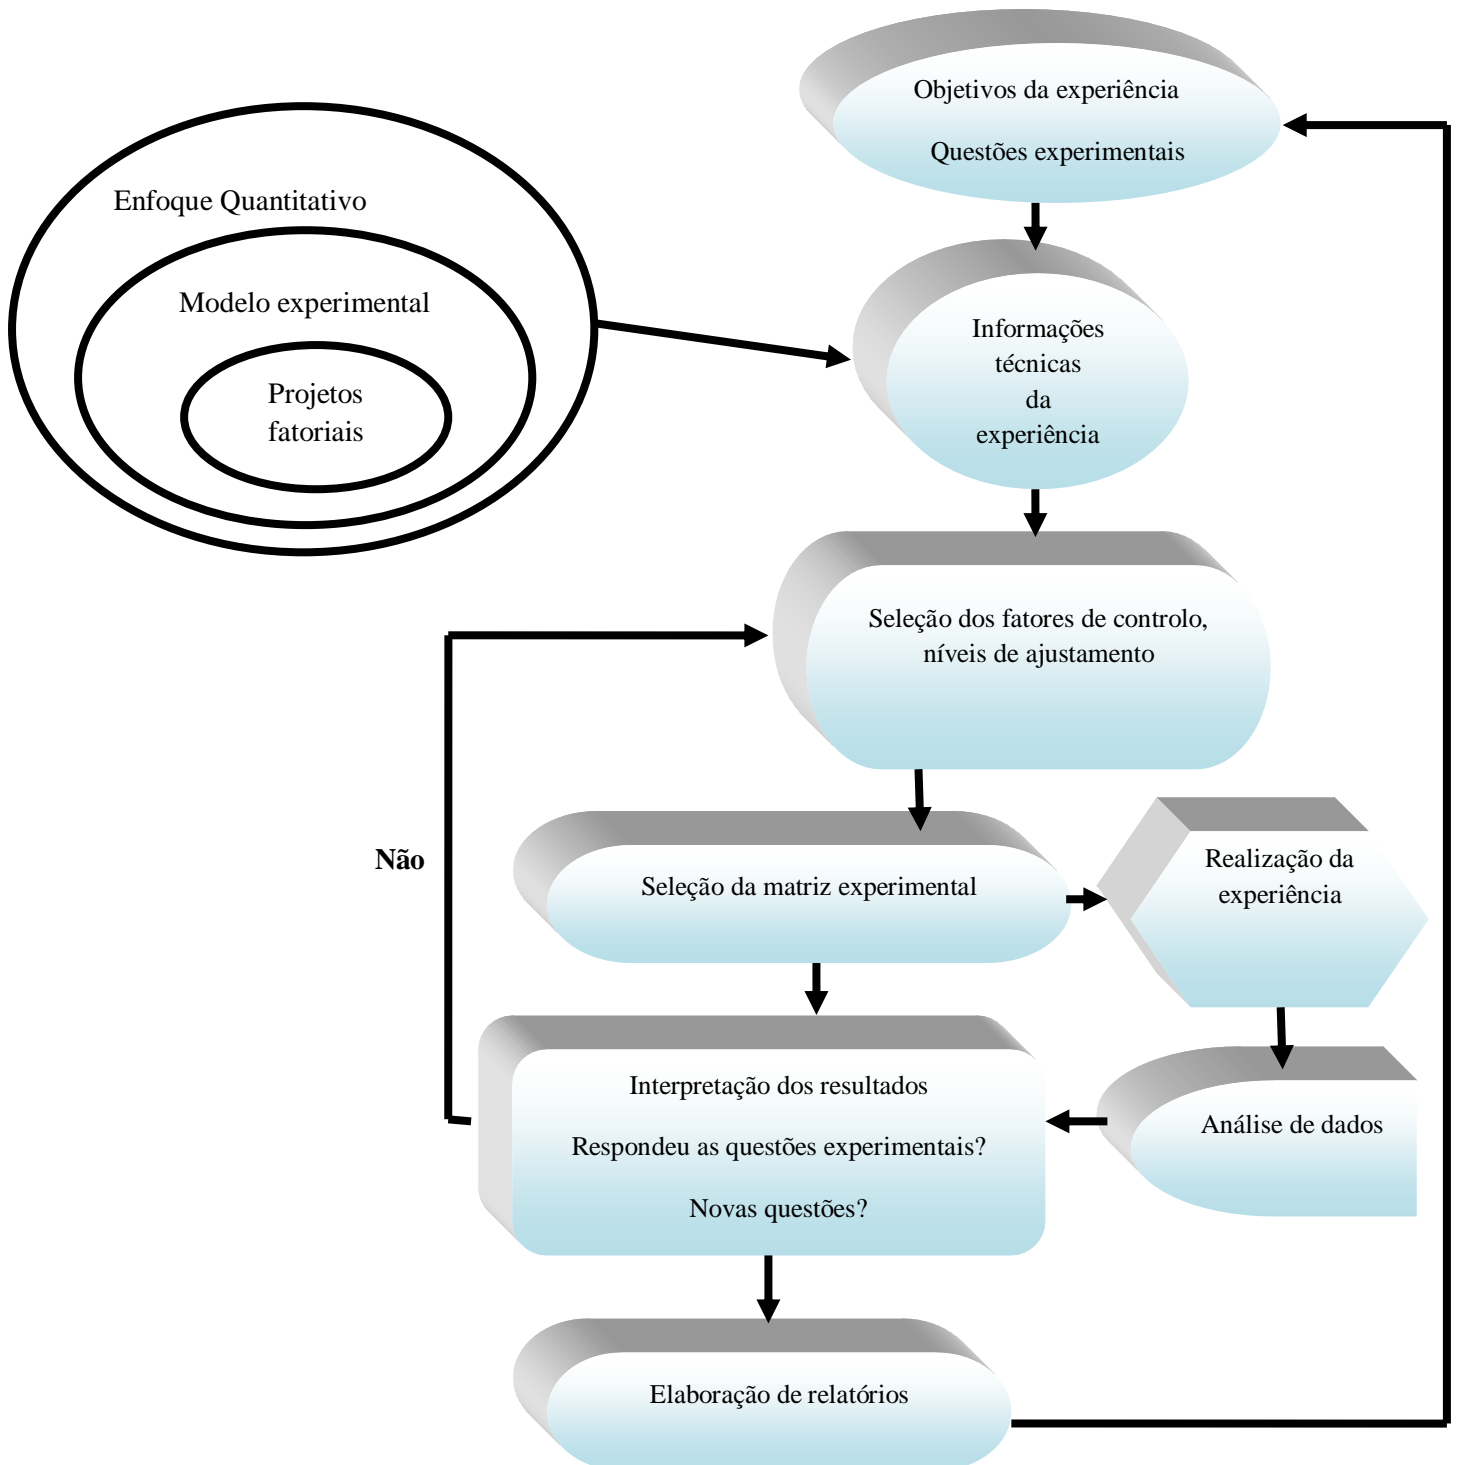 Objetivos da experiência
Questões experimentais
Enfoque Quantitativo
Modelo experimental
Projetos
fatoriais
Informações
técnicas
da
experiência
Seleção dos fatores de controlo,
níveis de ajustamento
Não
Seleção da matriz experimental
Realização da
experiência
Interpretação dos resultados
Respondeu as questões experimentais?
Novas questões?
Análise de dados
Elaboração de relatórios